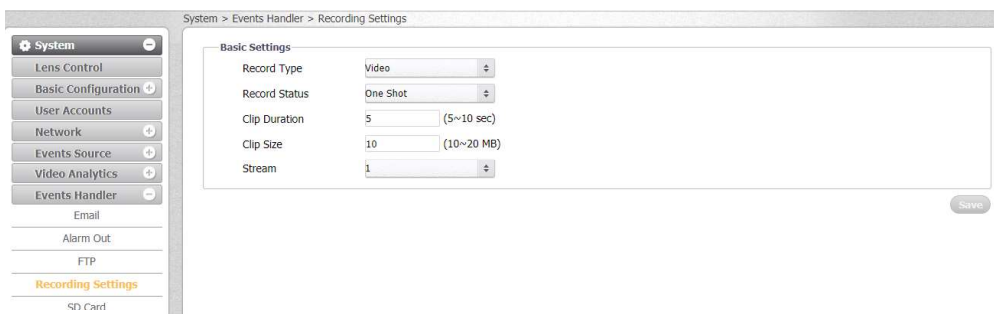 System > Events Handler > Recording Settings
System
Lens Control
Basic Configuration
User Accounts
Network
Events Source
Video Analytics
Events Handler
Email
Alarm Out
FTP
Recording Settings
SD Card
Basic Settings
Record Type Video
Record Status One Shot
Clip Duration 5 (5~10 sec)
Clip Size 10 (10~20 MB)
Stream 1
Save